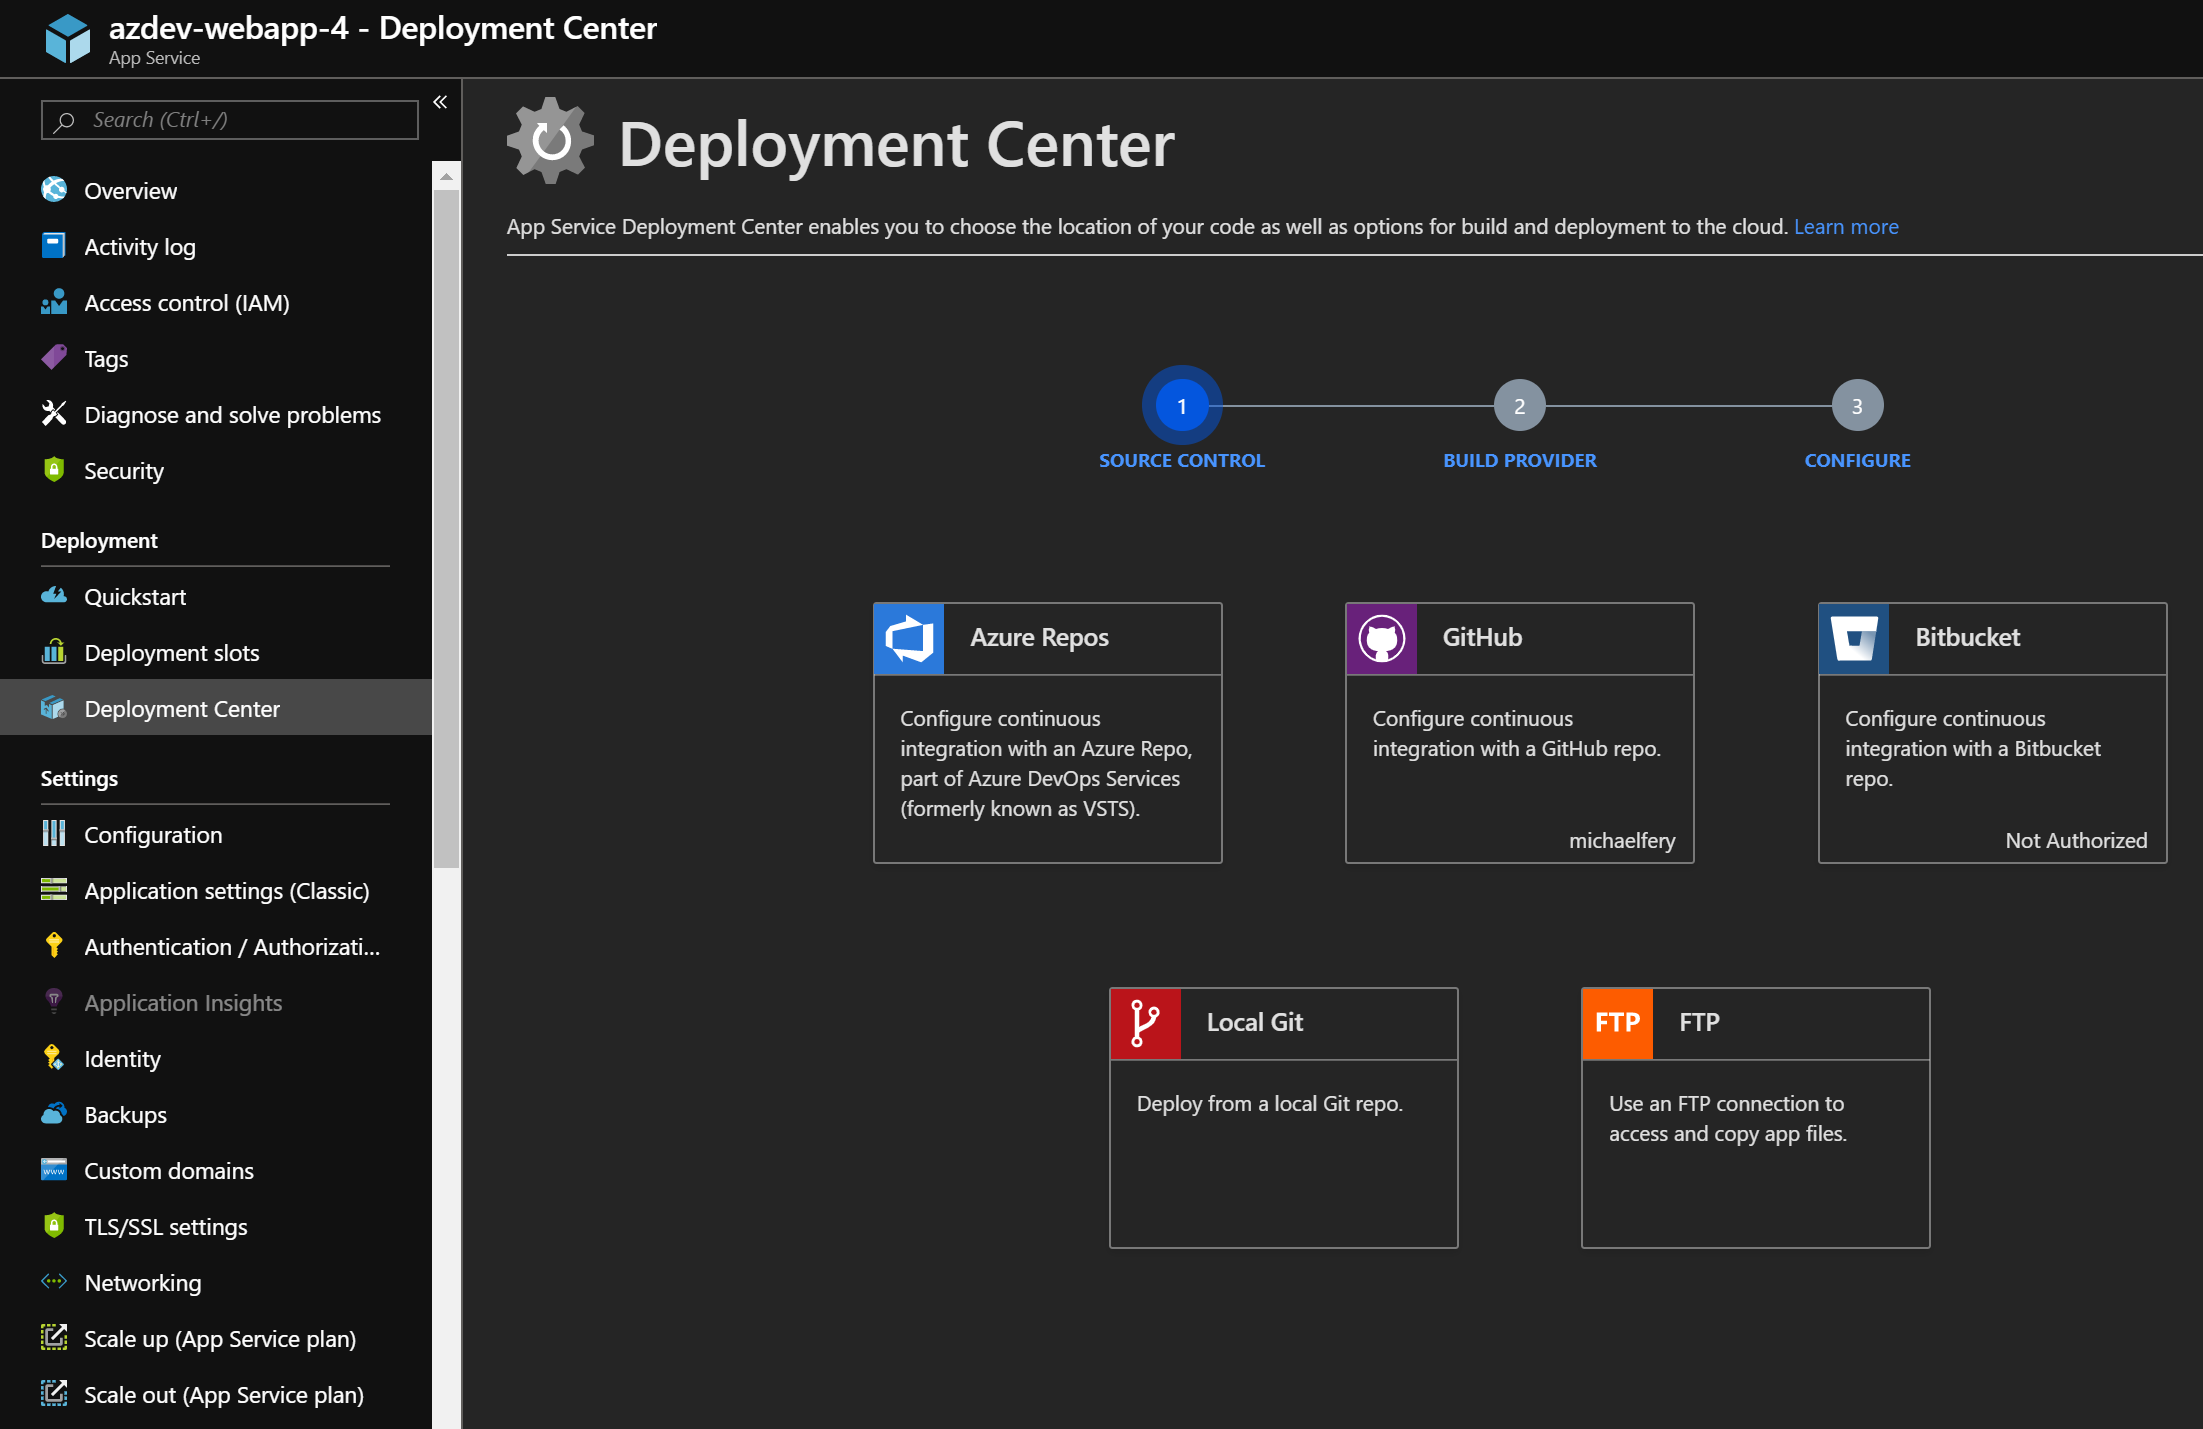 azdev-webapp-4 - Deployment Center
App Service
Search (Ctrl+/)
Overview
Activity log
Access control (IAM)
Tags
Diagnose and solve problems
Security
Deployment
Quickstart
Deployment slots
Deployment Center
Settings
Configuration
Application settings (Classic)
Authentication / Authorizati...
Application Insights
Identity
Backups
Custom domains
TLS/SSL settings
Networking
Scale up (App Service plan)
Scale out (App Service plan)
Deployment Center
App Service Deployment Center enables you to choose the location of your code as well as options for build and deployment to the cloud. Learn more
1
2
3
SOURCE CONTROL
BUILD PROVIDER
CONFIGURE
Azure Repos
Configure continuous
integration with an Azure Repo,
part of Azure DevOps Services
(formerly known as VSTS).
GitHub
Configure continuous
integration with a GitHub repo.
michaelfery
Bitbucket
Configure continuous
integration with a Bitbucket
repo.
Not Authorized
Local Git
Deploy from a local Git repo.
FTP
FTP
Use an FTP connection to
access and copy app files.